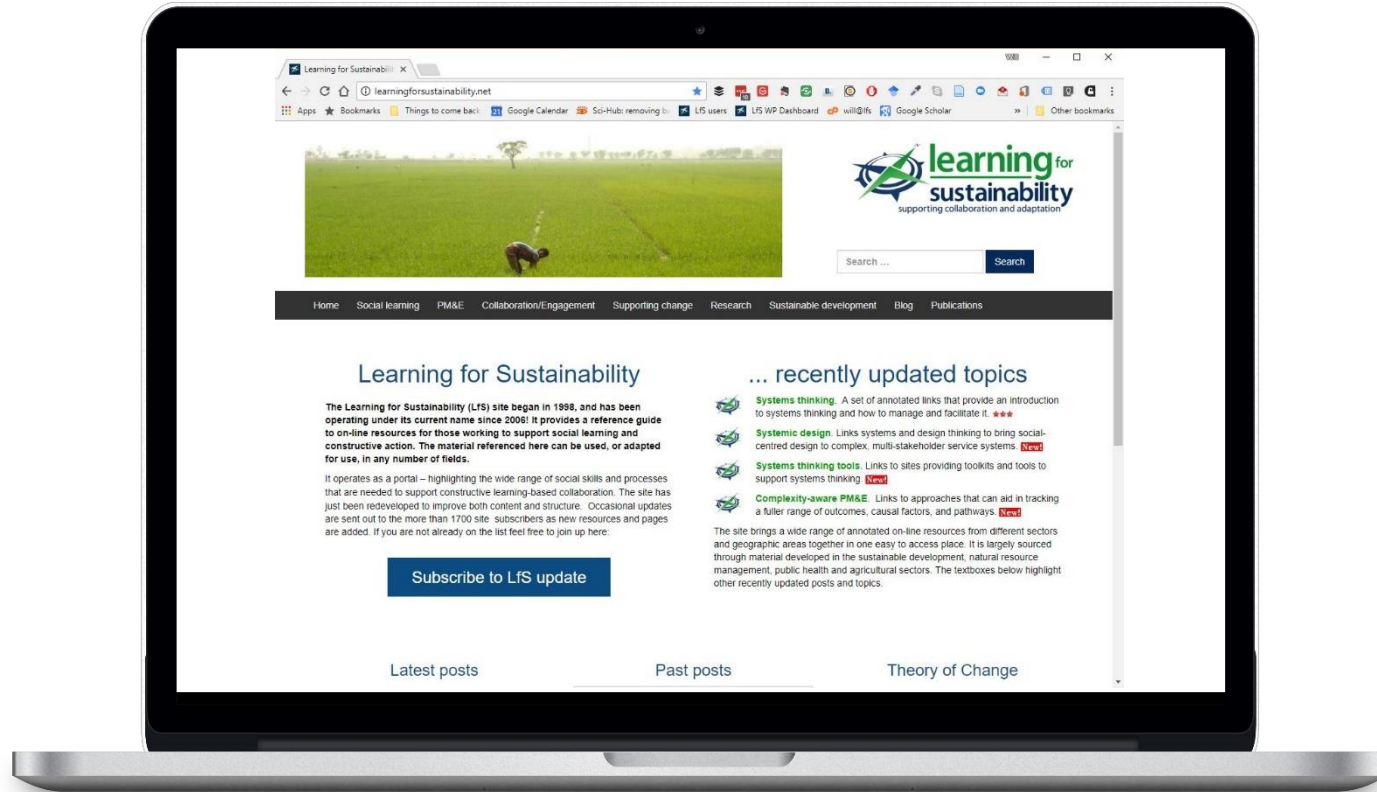 Learning for Sustainabilit
learningforsustainability.net
Apps Bookmarks Things to come back Google Calendar Sci-Hub: removing b LfS users LfS WP Dashboard will@lfs Google Scholar » Other bookmarks
learning for
sustainability
supporting collaboration and adaptation
Search ... Search
Home Social learning PM&E Collaboration/Engagement Supporting change Research Sustainable development Blog Publications
Learning for Sustainability
The Learning for Sustainability (LfS) site began in 1998, and has been
operating under its current name since 2006! It provides a reference guide
to on-line resources for those working to support social learning and
constructive action. The material referenced here can be used, or adapted
for use, in any number of fields.
It operates as a portal – highlighting the wide range of social skills and processes
that are needed to support constructive learning-based collaboration. The site has
just been redeveloped to improve both content and structure. Occasional updates
are sent out to the more than 1700 site subscribers as new resources and pages
are added. If you are not already on the list feel free to join up here:
Subscribe to LfS update
... recently updated topics
Systems thinking. A set of annotated links that provide an introduction
to systems thinking and how to manage and facilitate it.
Systemic design. Links systems and design thinking to bring social-
centred design to complex, multi-stakeholder service systems. New!
Systems thinking tools. Links to sites providing toolkits and tools to
support systems thinking. New!
Complexity-aware PM&E. Links to approaches that can aid in tracking
a fuller range of outcomes, causal factors, and pathways. New!
The site brings a wide range of annotated on-line resources from different sectors
and geographic areas together in one easy to access place. It is largely sourced
through material developed in the sustainable development, natural resource
management, public health and agricultural sectors. The textboxes below highlight
other recently updated posts and topics.
Latest posts Past posts Theory of Change